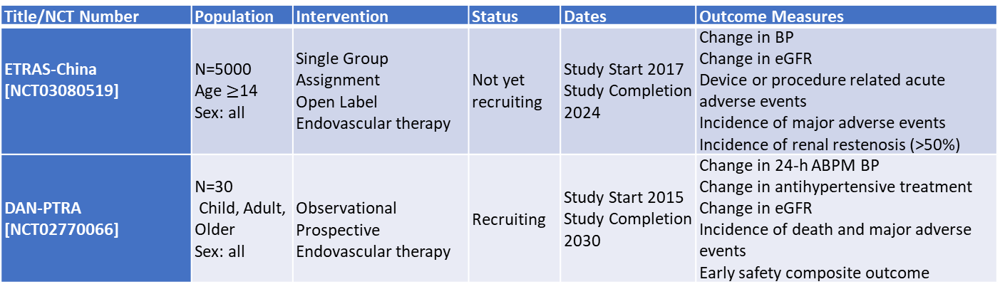 Title/NCT Number Population Intervention Status Dates Outcome Measures
ETRAS-China
[NCT03080519]
N=5000
Age ≥14
Sex: all
Single Group
Assignment
Open Label
Endovascular therapy
Not yet
recruiting
Study Start 2017
Study Completion
2024
Change in BP
Change in eGFR
Device or procedure related acute
adverse events
Incidence of major adverse events
Incidence of renal restenosis (>50%)
DAN-PTRA
[NCT02770066]
N=30
Child, Adult,
Older
Sex: all
Observational
Prospective
Endovascular therapy
Recruiting
Study Start 2015
Study Completion
2030
Change in 24-h ABPM BP
Change in antihypertensive treatment
Change in eGFR
Incidence of death and major adverse
events
Early safety composite outcome